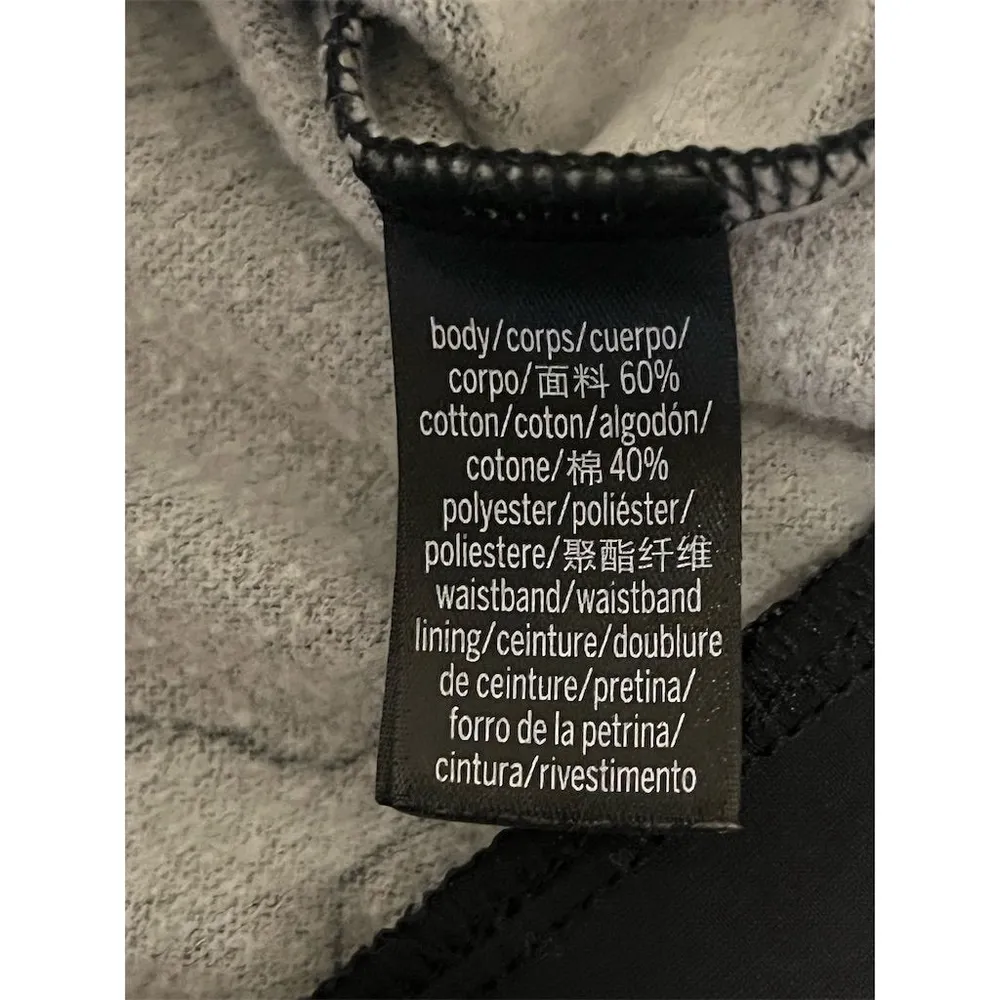 body/corps/cuerpo/
corpo/面料 60%
cotton/coton/algodón/
cotone/棉 40%
polyester/poliéster/
poliestere/聚酯纤维
waistband/waistband
lining/ceinture/doublure
de ceinture/pretina/
forro de la petrina/
cintura/rivestimento